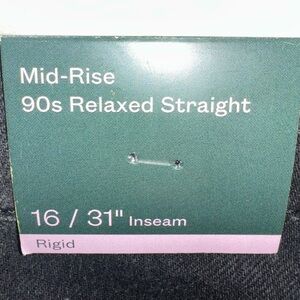 Mid-Rise
90s Relaxed Straight
16 / 31" Inseam
Rigid